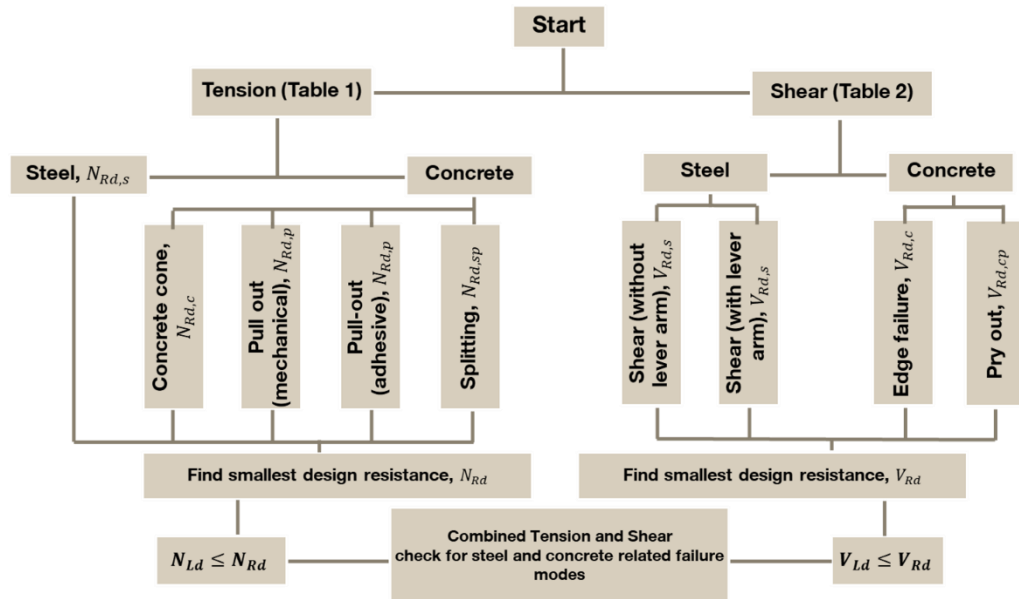 Start
Tension (Table 1)
Shear (Table 2)
Steel, N_{Rd,s}
Concrete
Steel
Concrete
Concrete cone,
N_{Rd,c}
Pull out
(mechanical), N_{Rd,p}
Pull-out
(adhesive), N_{Rd,p}
Splitting, N_{Rd,sp}
Shear (without
lever arm), V_{Rd,s}
Shear (with lever
arm), V_{Rd,s}
Edge failure, V_{Rd,c}
Pry out, V_{Rd,cp}
Find smallest design resistance, N_{Rd}
Find smallest design resistance, V_{Rd}
N_{Ld} ≤ N_{Rd}
Combined Tension and Shear
check for steel and concrete related failure
modes
V_{Ld} ≤ V_{Rd}